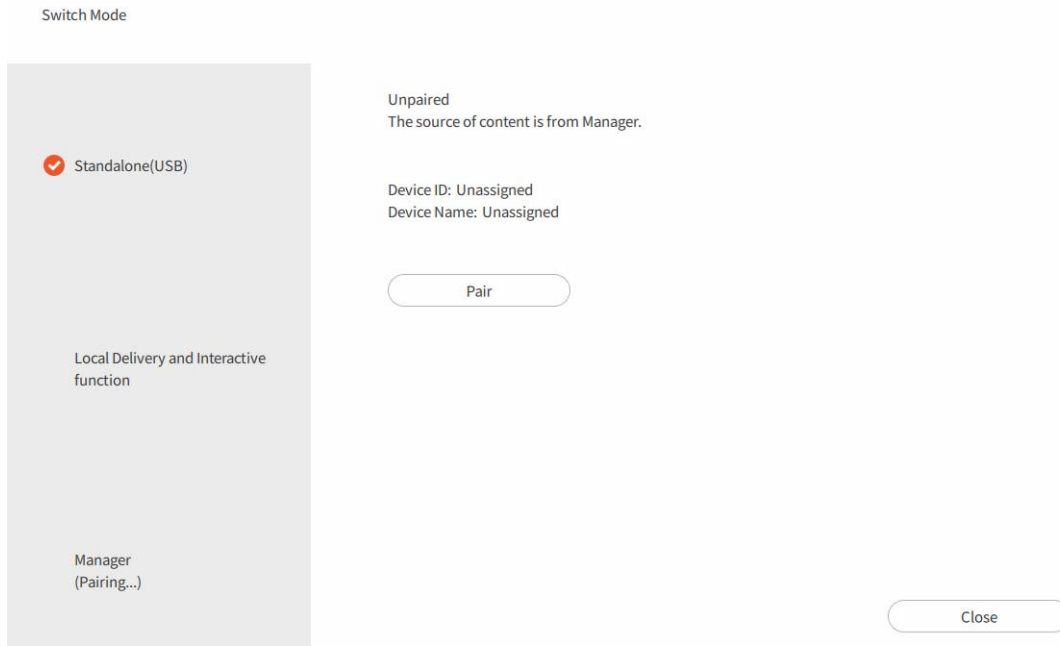 Switch Mode
Standalone(USB)
Local Delivery and Interactive
function
Manager
(Pairing...)
Unpaired
The source of content is from Manager.
Device ID: Unassigned
Device Name: Unassigned
Pair
Close